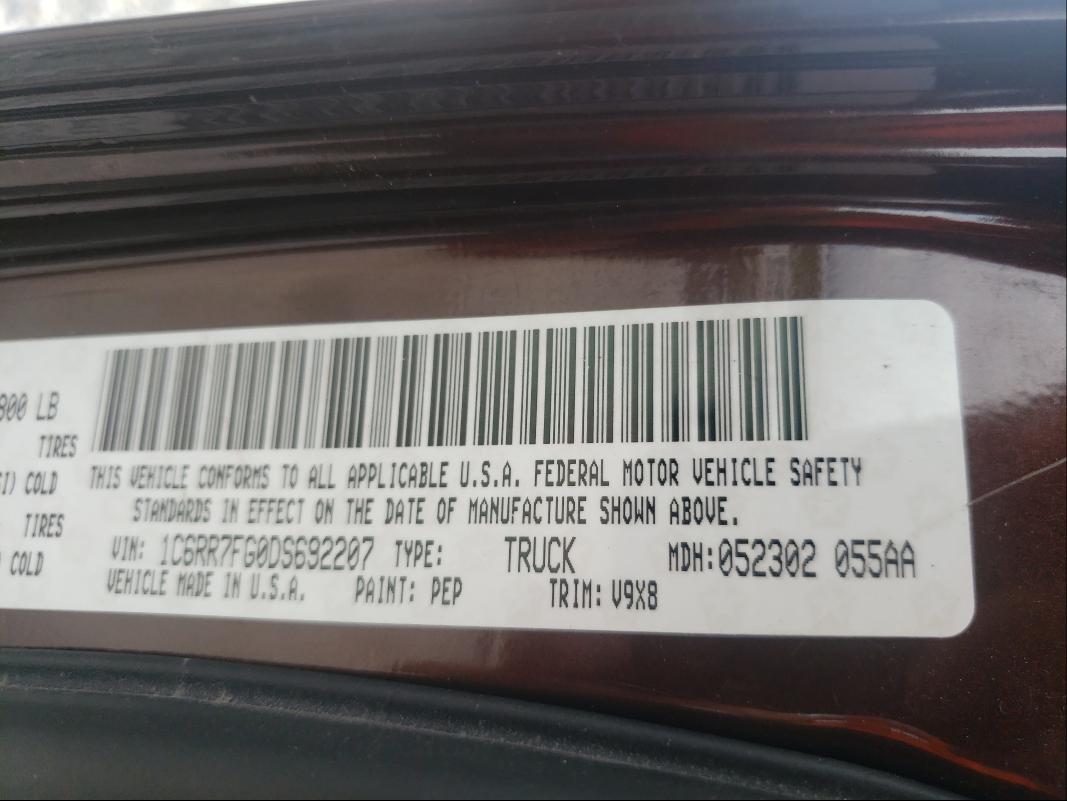 800 LB
TIRES
COLD
TIRES
COLD
THIS VEHICLE CONFORMS TO ALL APPLICABLE U.S.A. FEDERAL MOTOR VEHICLE SAFETY
STANDARDS IN EFFECT ON THE DATE OF MANUFACTURE SHOWN ABOVE.
VIN: 1C6RR7FG0DS692207 TYPE: TRUCK MDH: 052302 055AA
VEHICLE MADE IN U.S.A. PAINT: PEP TRIM: V9X8